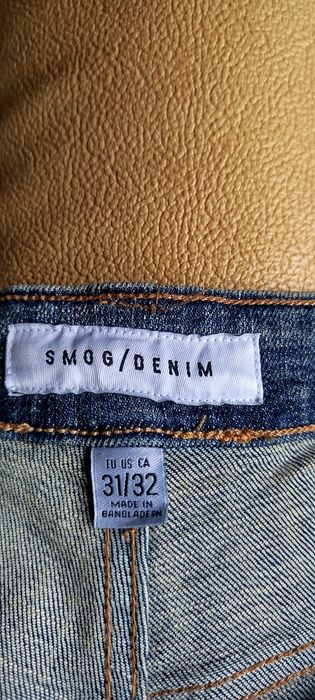 SMOG/DENIM
EU US CA
31/32
MADE IN
BANGLADESH